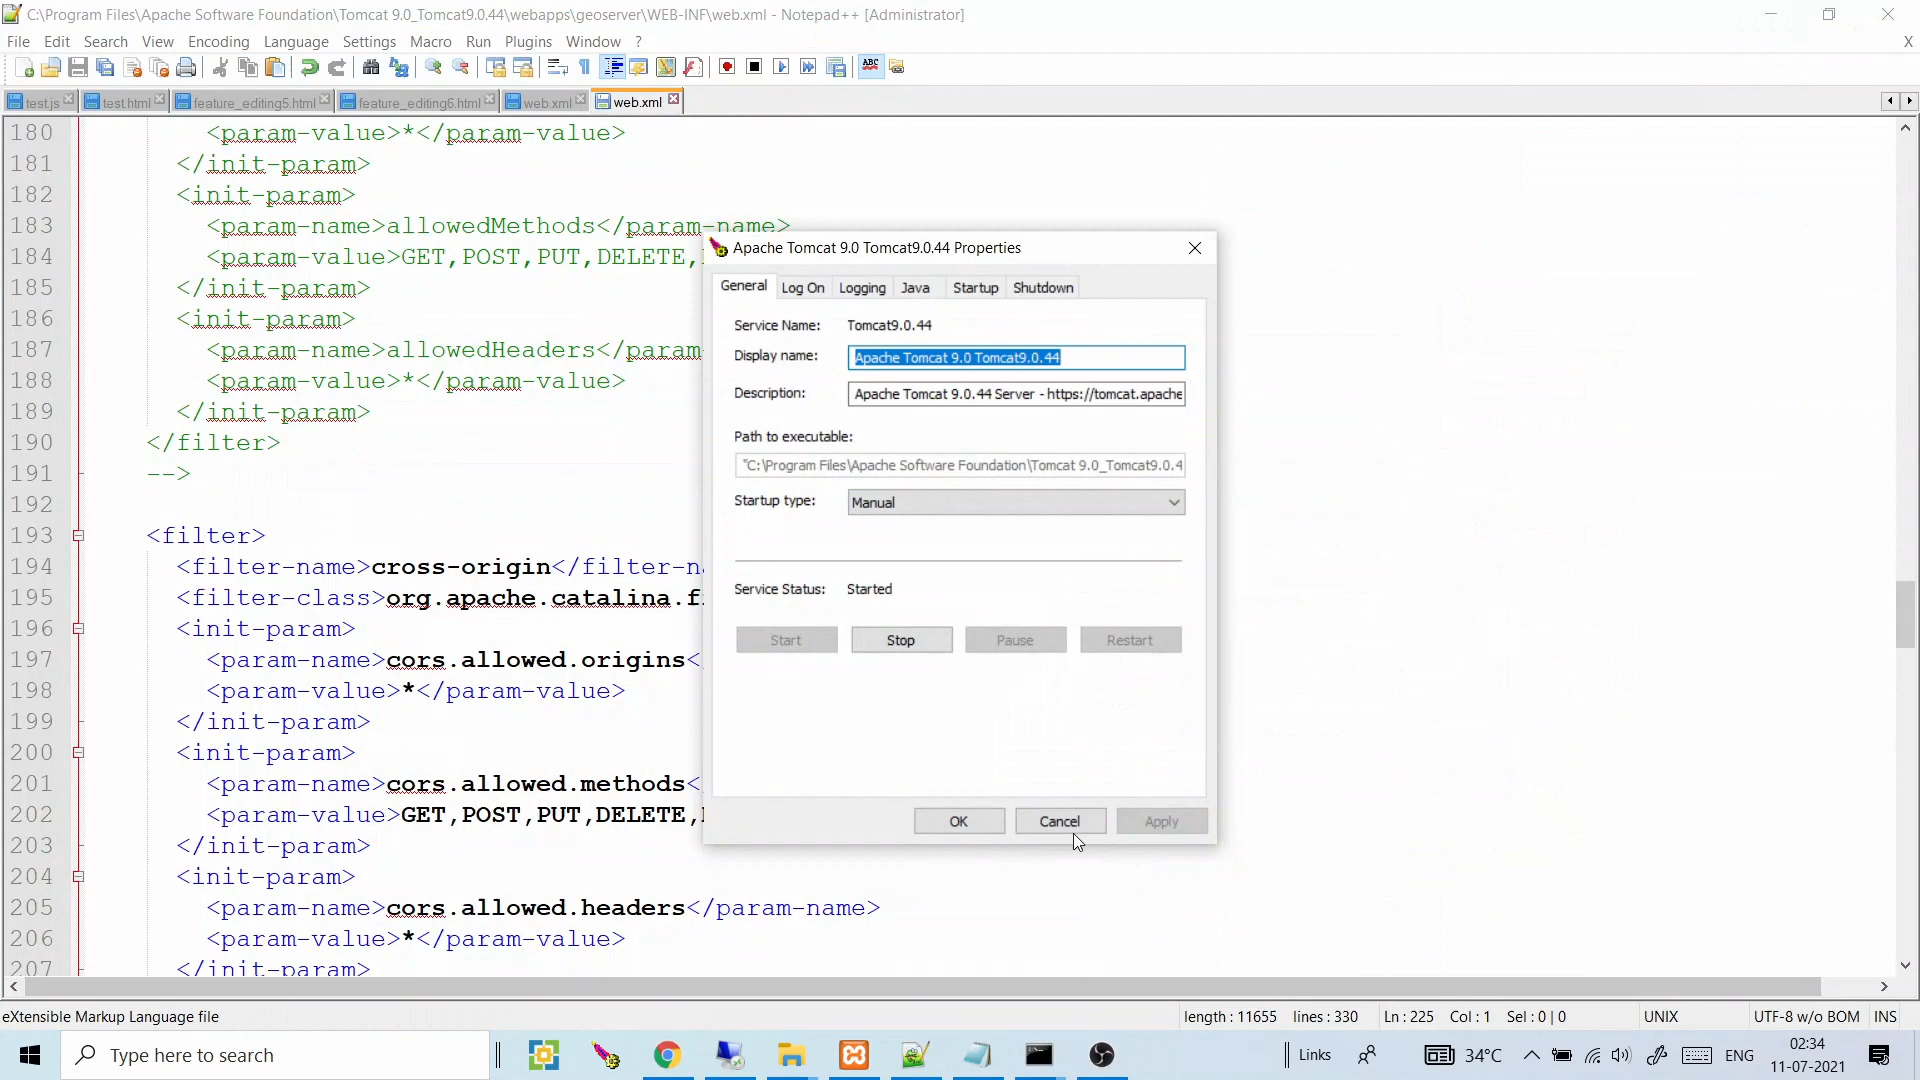 C:\Program Files\Apache Software Foundation\Tomcat 9.0_Tomcat9.0.44\webapps\geoserver\WEB-INF\web.xml - Notepad++ [Administrator]
File Edit Search View Encoding Language Settings Macro Run Plugins Window ? X
test.js test.html feature_editing5.html feature_editing6.html web.xml web.xml
180 <param-value>*</param-value>
181 </init-param>
182 <init-param>
183 <param-name>allowedMethods</param-name>
184 <param-value>GET,POST,PUT,DELETE,
185 </init-param>
186 <init-param>
187 <param-name>allowedHeaders</param
188 <param-value>*</param-value>
189 </init-param>
190 </filter>
191 -->
192
193 <filter>
194 <filter-name>cross-origin</filter-n
195 <filter-class>org.apache.catalina.f
196 <init-param>
197 <param-name>cors.allowed.origins<
198 <param-value>*</param-value>
199 </init-param>
200 <init-param>
201 <param-name>cors.allowed.methods<
202 <param-value>GET,POST,PUT,DELETE,
203 </init-param>
204 <init-param>
205 <param-name>cors.allowed.headers</param-name>
206 <param-value>*</param-value>
207 </init-param>
Apache Tomcat 9.0 Tomcat9.0.44 Properties
General Log On Logging Java Startup Shutdown
Service Name: Tomcat9.0.44
Display name: Apache Tomcat 9.0 Tomcat9.0.44
Description: Apache Tomcat 9.0.44 Server - https://tomcat.apache
Path to executable:
"C:\Program Files\Apache Software Foundation\Tomcat 9.0_Tomcat9.0.4
Startup type: Manual
Service Status: Started
Start Stop Pause Restart
OK Cancel Apply
eXtensible Markup Language file length : 11655 lines : 330 Ln : 225 Col : 1 Sel : 0 | 0 UNIX UTF-8 w/o BOM INS
Type here to search Links 34°C ENG 02:34
11-07-2021